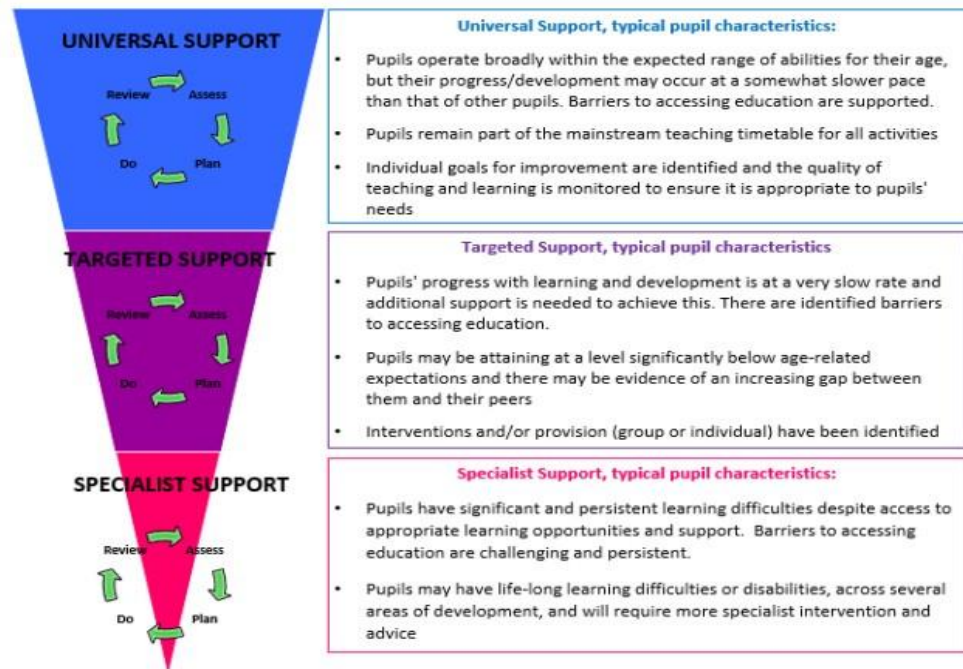 UNIVERSAL SUPPORT
Review
Assess
Do
Plan
Universal Support, typical pupil characteristics:
• Pupils operate broadly within the expected range of abilities for their age,
but their progress/development may occur at a somewhat slower pace
than that of other pupils. Barriers to accessing education are supported.
• Pupils remain part of the mainstream teaching timetable for all activities
• Individual goals for improvement are identified and the quality of
teaching and learning is monitored to ensure it is appropriate to pupils'
needs
TARGETED SUPPORT
Review
Assess
Do
Plan
Targeted Support, typical pupil characteristics
• Pupils' progress with learning and development is at a very slow rate and
additional support is needed to achieve this. There are identified barriers
to accessing education.
• Pupils may be attaining at a level significantly below age-related
expectations and there may be evidence of an increasing gap between
them and their peers
• Interventions and/or provision (group or individual) have been identified
SPECIALIST SUPPORT
Review
Assess
Do
Plan
Specialist Support, typical pupil characteristics:
• Pupils have significant and persistent learning difficulties despite access to
appropriate learning opportunities and support. Barriers to accessing
education are challenging and persistent.
• Pupils may have life-long learning difficulties or disabilities, across several
areas of development, and will require more specialist intervention and
advice